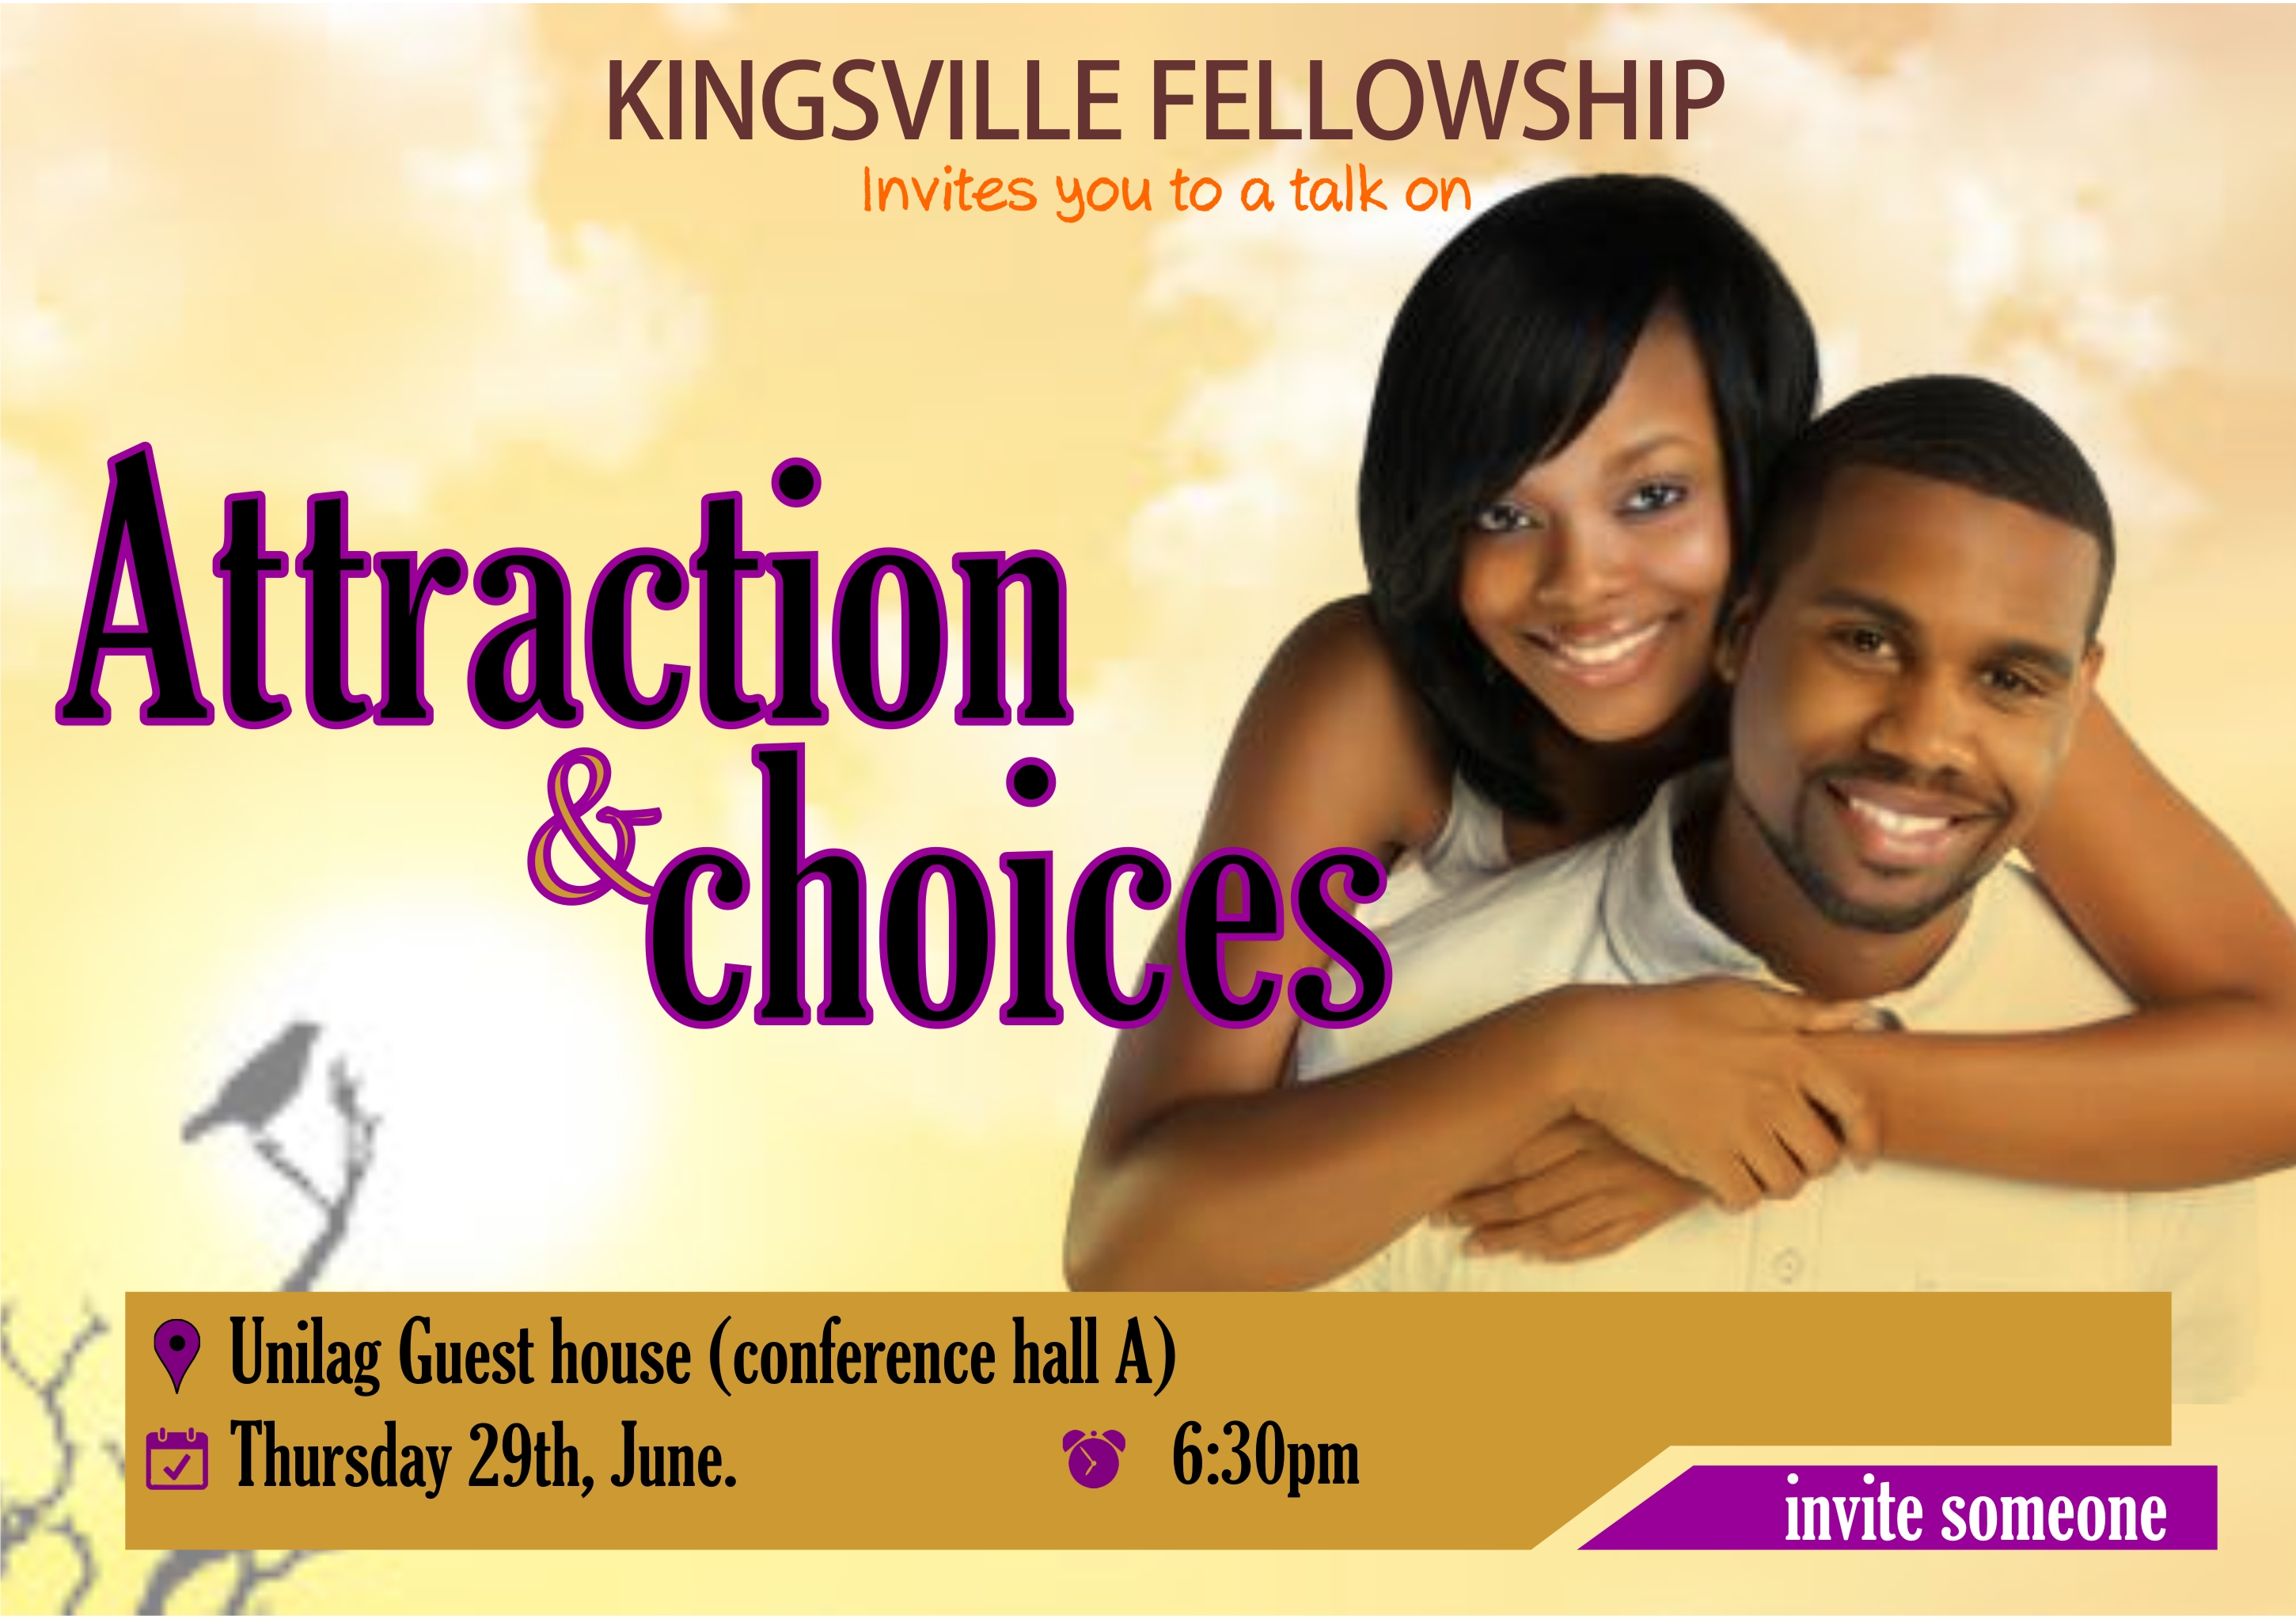 KINGSVILLE FELLOWSHIP
Invites you to a talk on
Attraction
& choices
Unilag Guest house (conference hall A)
Thursday 29th, June.
6:30pm
invite someone